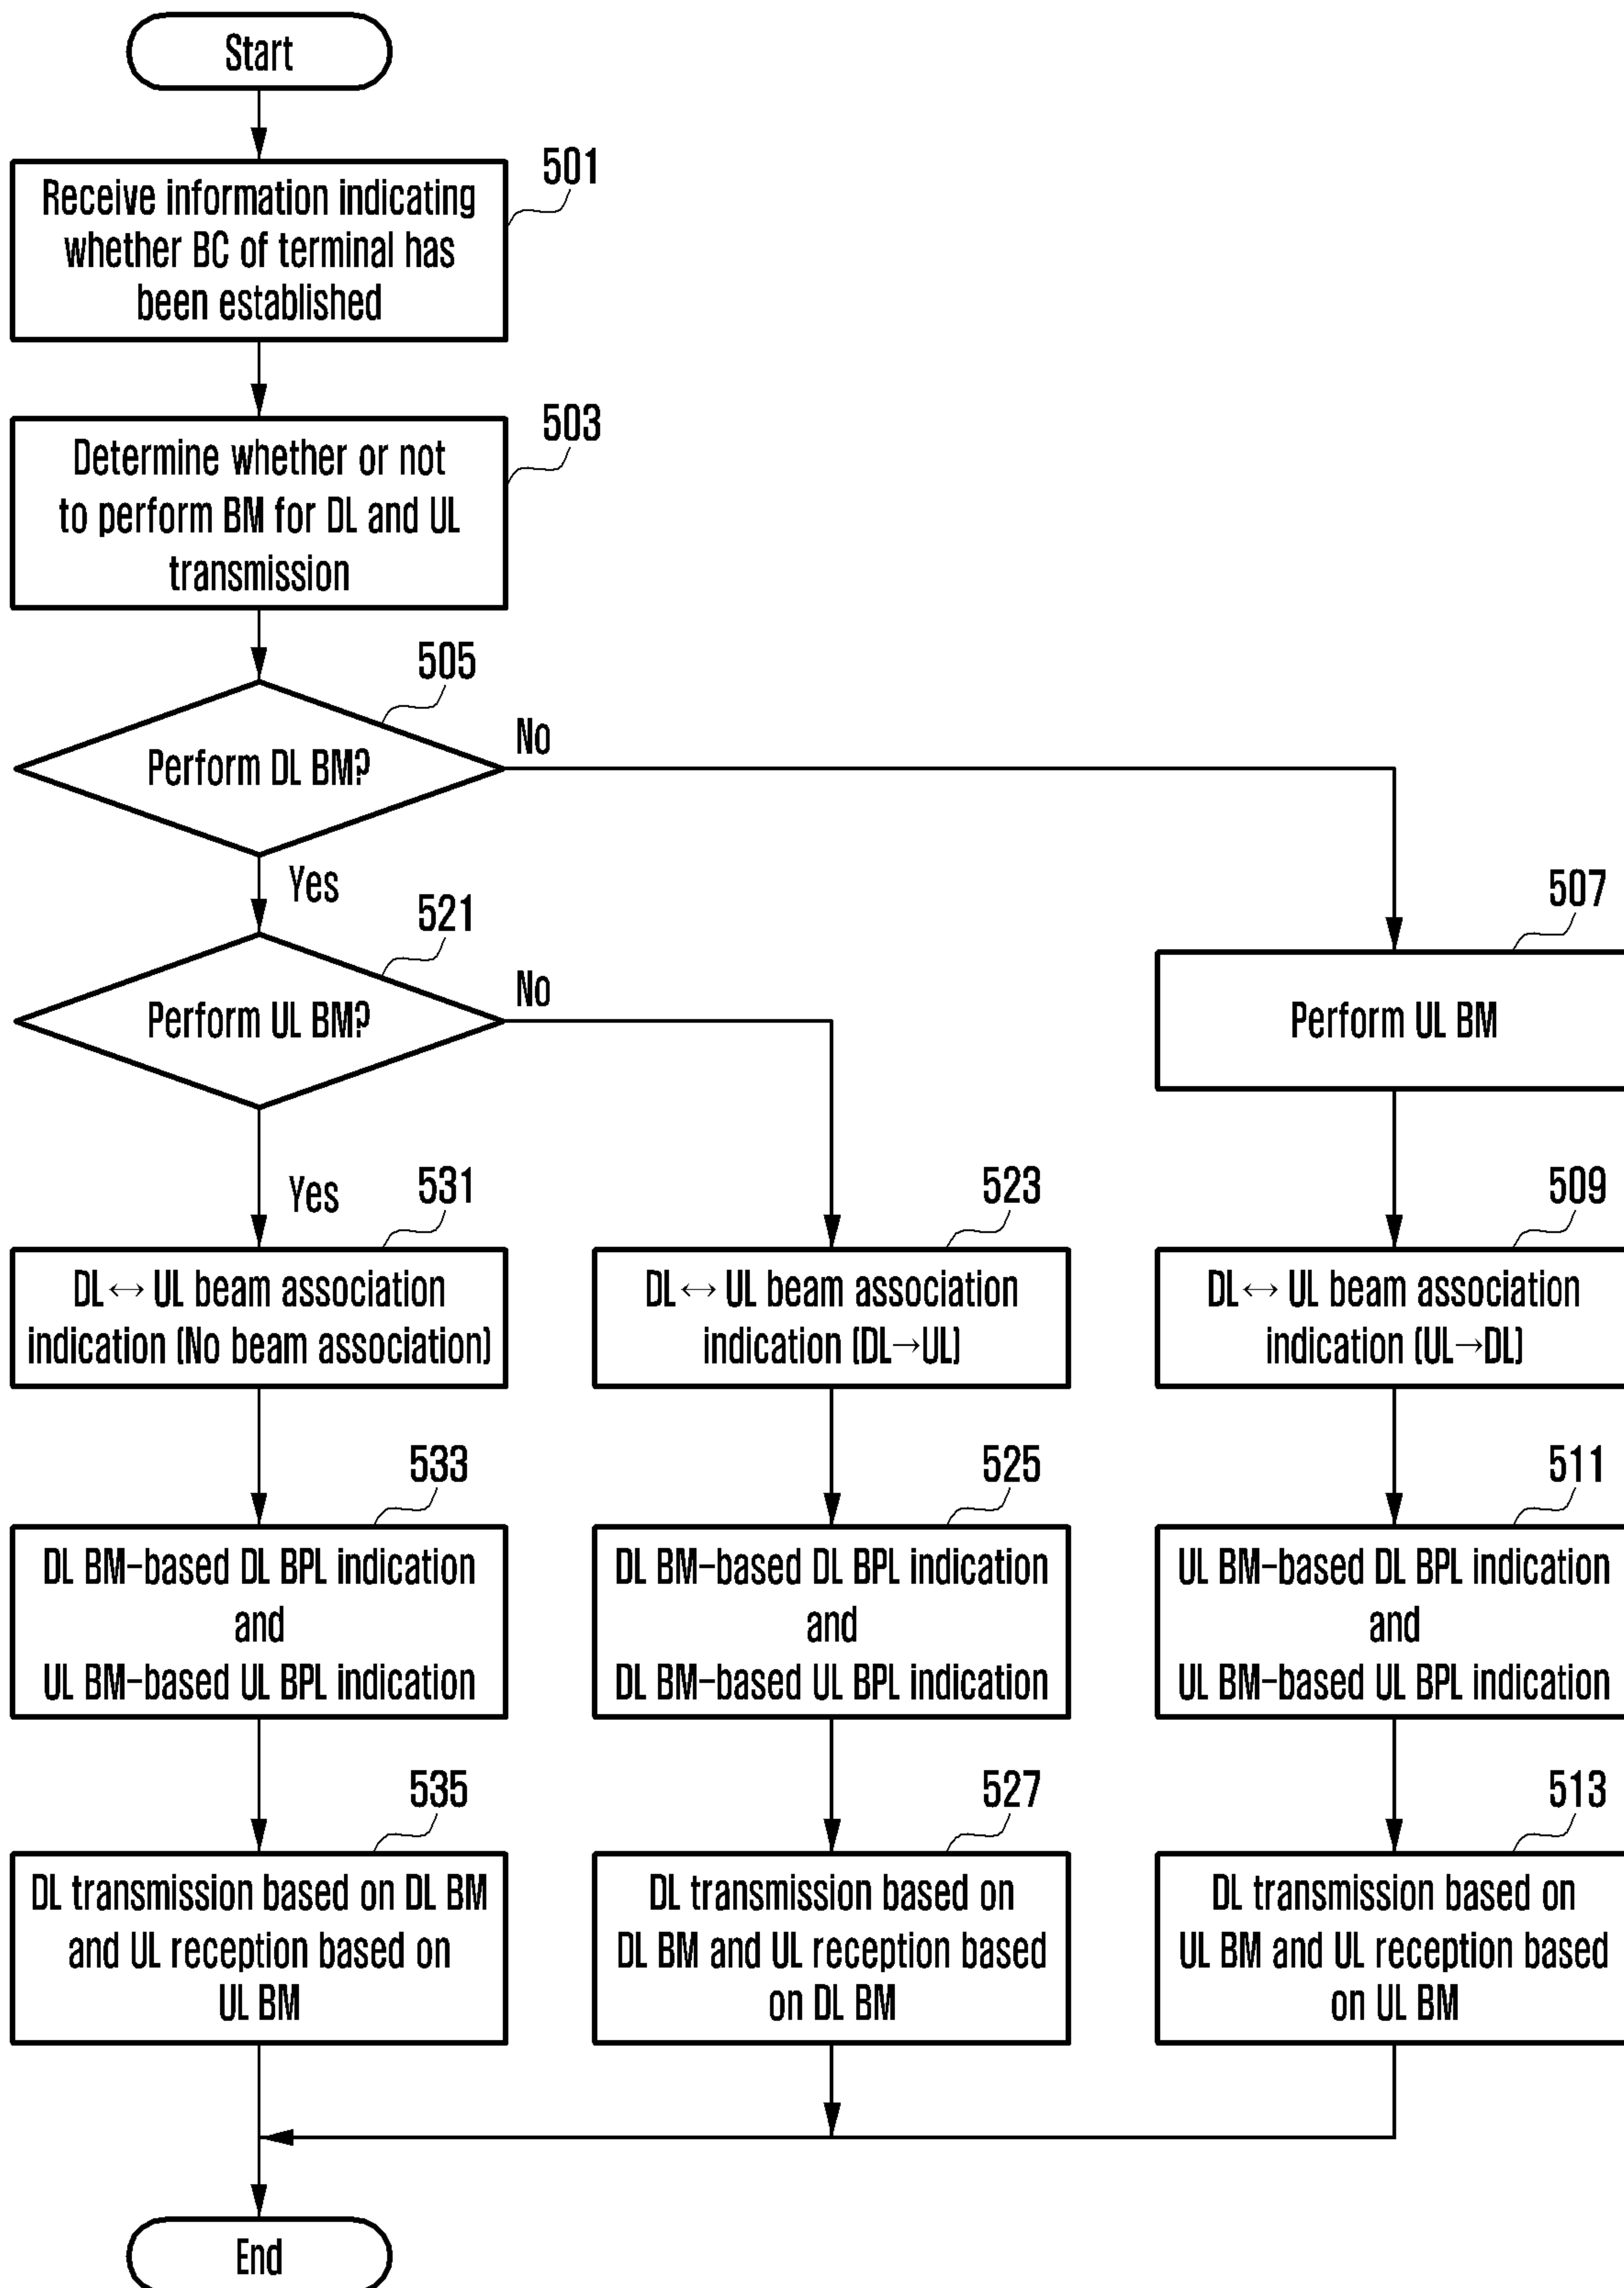 Start
501
Receive information indicating
whether BC of terminal has
been established
503
Determine whether or not
to perform BM for DL and UL
transmission
505
Perform DL BM?
No
Yes
521
Perform UL BM?
No
507
Perform UL BM
Yes
531
DL↔UL beam association
indication (No beam association)
523
DL↔UL beam association
indication (DL→UL)
509
DL↔UL beam association
indication (UL→DL)
533
DL BM-based DL BPL indication
and
UL BM-based UL BPL indication
525
DL BM-based DL BPL indication
and
DL BM-based UL BPL indication
511
UL BM-based DL BPL indication
and
UL BM-based UL BPL indication
535
DL transmission based on DL BM
and UL reception based on
UL BM
527
DL transmission based on
DL BM and UL reception based
on DL BM
513
DL transmission based on
UL BM and UL reception based
on UL BM
End